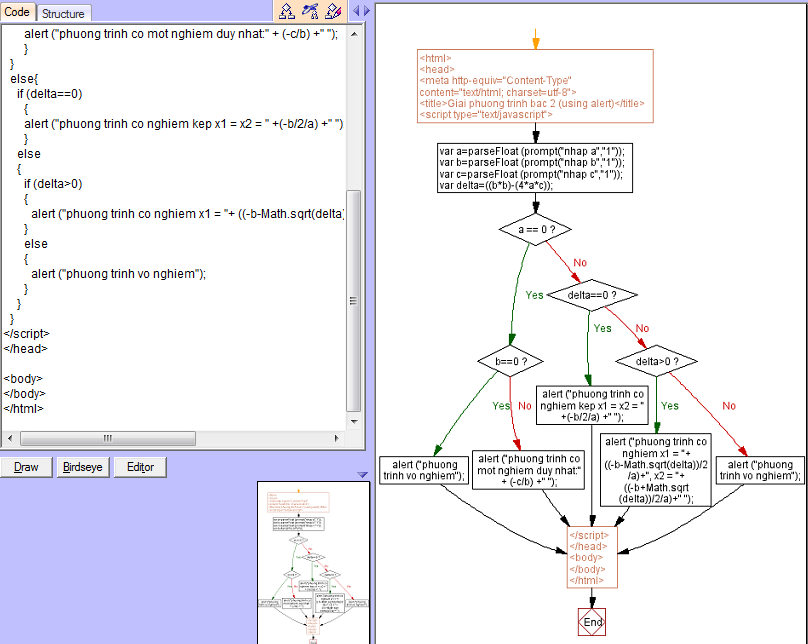 Code
Structure
alert ("phuong trinh co mot nghiem duy nhat:" + (-c/b) +" ");
}
}
else{
if (delta==0)
{
alert ("phuong trinh co nghiem kep x1 = x2 = " +(-b/2/a) +" ")
}
else
{
if (delta>0)
{
alert ("phuong trinh co nghiem x1 = "+ ((-b-Math.sqrt(delta)
}
else
{
alert ("phuong trinh vo nghiem");
}
}
}
</script>
</head>
<body>
</body>
</html>
Draw
Birdseye
Editor
<html>
<head>
<meta http-equiv="Content-Type"
content="text/html; charset=utf-8">
<title>Giai phuong trinh bac 2 (using alert)</title>
<script type="text/javascript">
var a=parseFloat (prompt("nhap a","1"));
var b=parseFloat (prompt("nhap b","1"));
var c=parseFloat (prompt("nhap c","1"));
var delta=((b*b)-(4*a*c));
a == 0 ?
No
Yes
delta==0 ?
Yes
No
b==0 ?
delta>0 ?
Yes
No
alert ("phuong trinh co
nghiem kep x1 = x2 = "
+(-b/2/a) +" ");
Yes
No
alert ("phuong
trinh vo nghiem");
alert ("phuong trinh co
mot nghiem duy nhat:"
+ (-c/b) +" ");
alert ("phuong trinh co
nghiem x1 = "+
((-b-Math.sqrt(delta))/2
/a)+", x2 = "+
((-b+Math.sqrt
(delta))/2/a)+" ");
alert ("phuong
trinh vo nghiem");
</script>
</head>
<body>
</body>
</html>
End